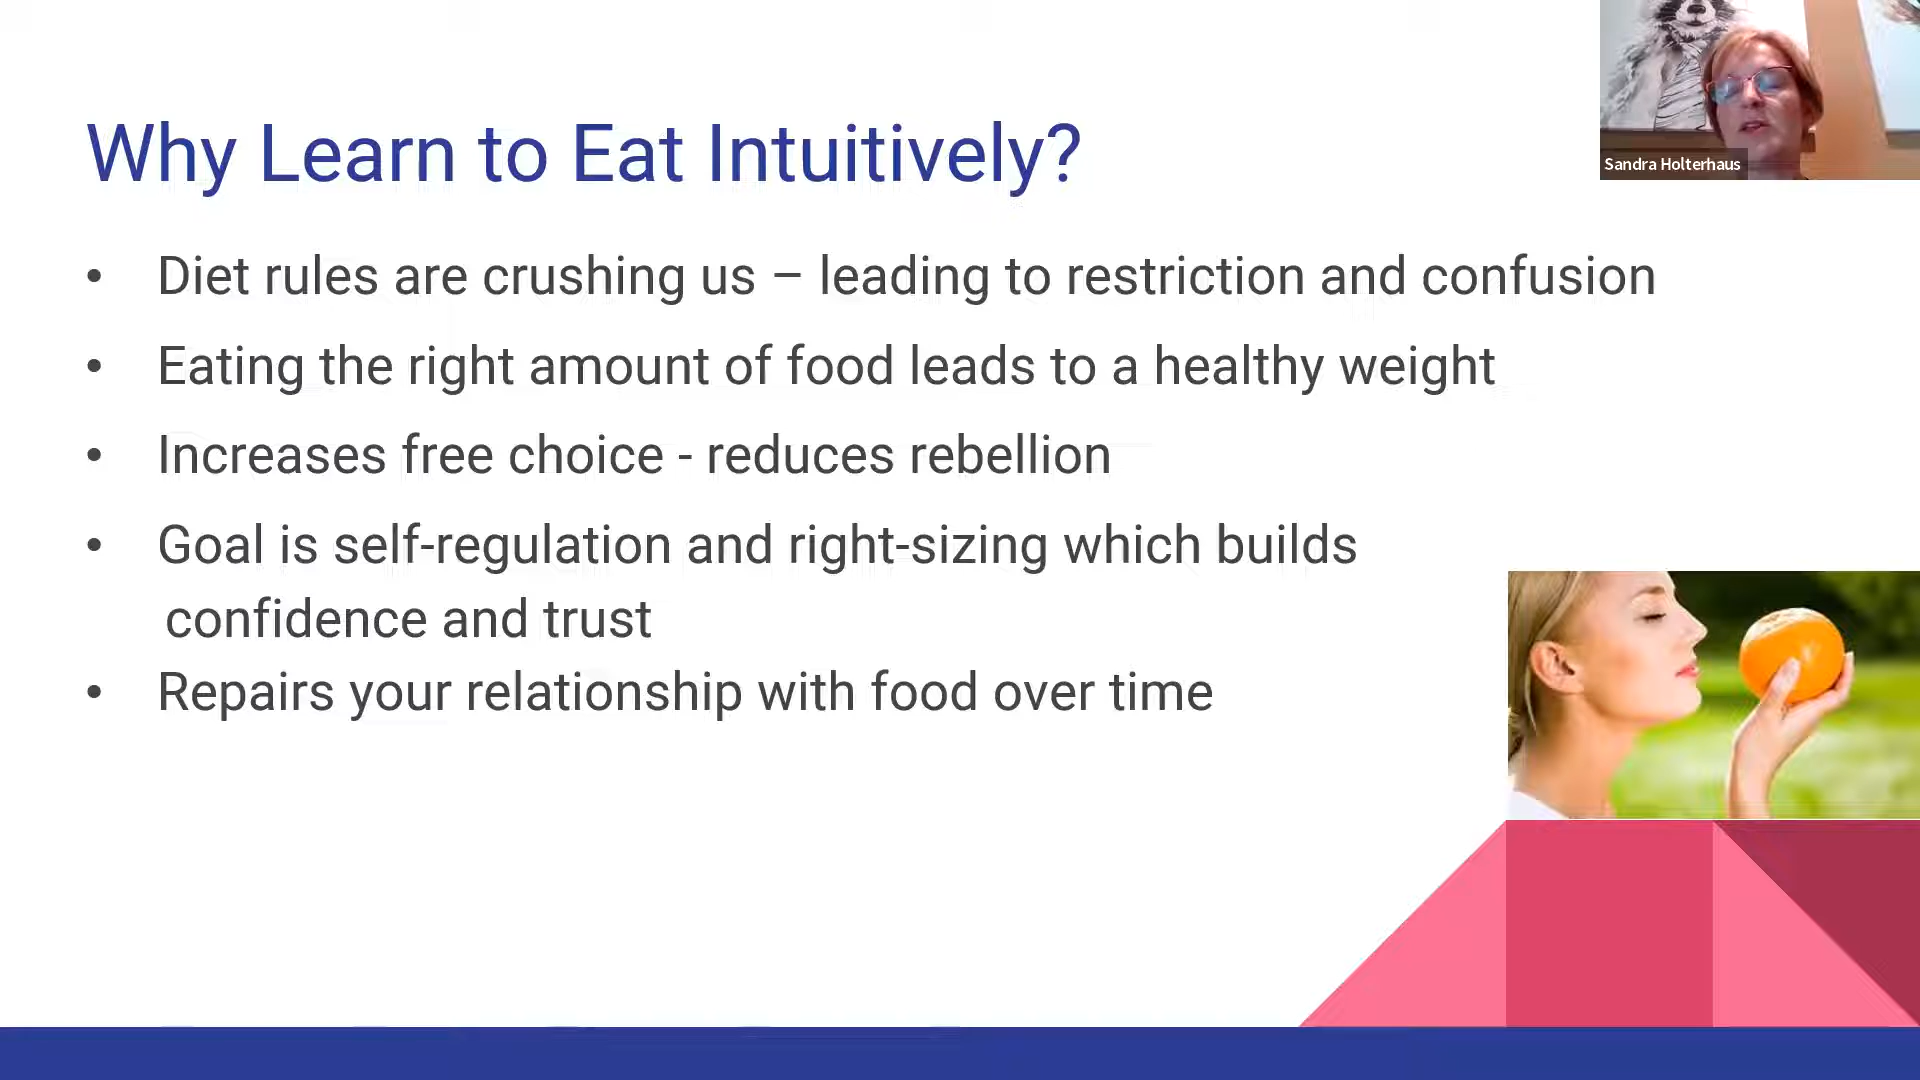 Why Learn to Eat Intuitively?
• Diet rules are crushing us – leading to restriction and confusion
• Eating the right amount of food leads to a healthy weight
• Increases free choice - reduces rebellion
• Goal is self-regulation and right-sizing which builds
confidence and trust
• Repairs your relationship with food over time
Sandra Holterhaus